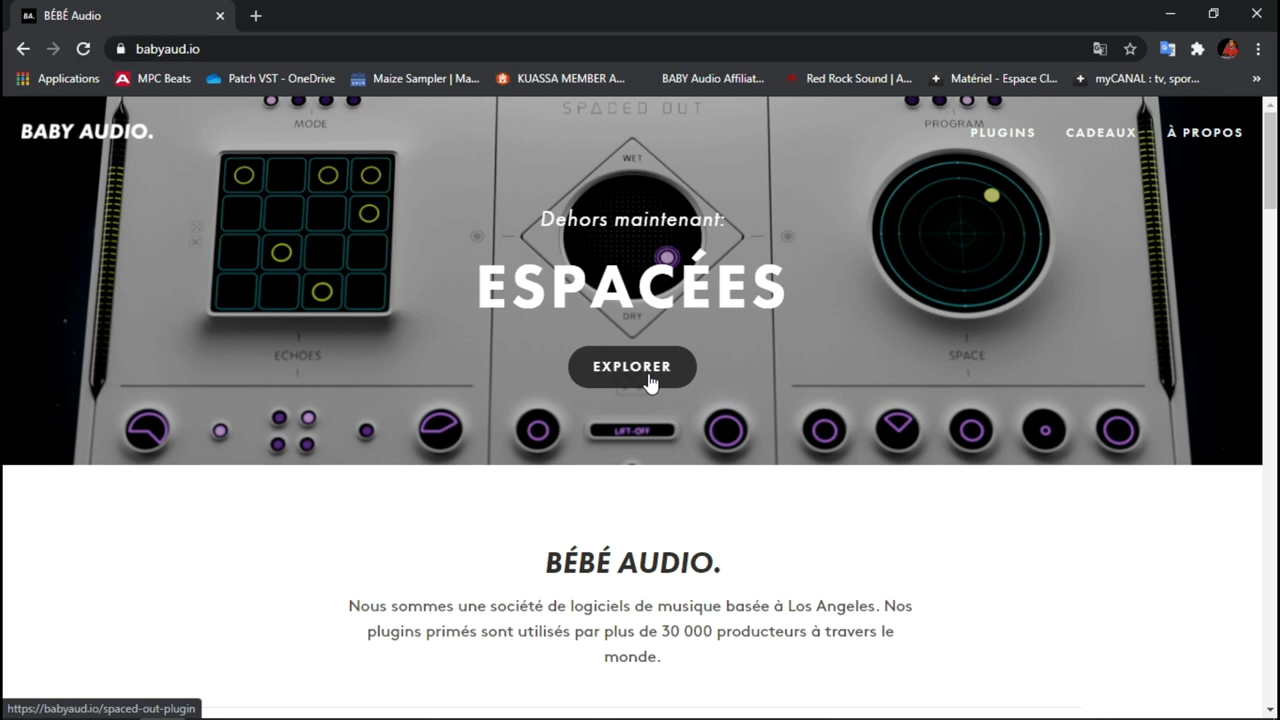 BA. BÉBÉ Audio
babyaud.io
Applications MPC Beats Patch VST - OneDrive Maize Sampler | Ma... KUASSA MEMBER A... BABY Audio Affiliat... Red Rock Sound | A... Matériel - Espace Cl... myCANAL : tv, spor... »
SPACED OUT
MODE
PROGRAM
BABY AUDIO.
PLUGINS CADEAUX À PROPOS
WET
Dehors maintenant:
ESPACÉES
DRY
ECHOES
SPACE
EXPLORER
LIFT-OFF
BÉBÉ AUDIO.
Nous sommes une société de logiciels de musique basée à Los Angeles. Nos
plugins primés sont utilisés par plus de 30 000 producteurs à travers le
monde.
https://babyaud.io/spaced-out-plugin